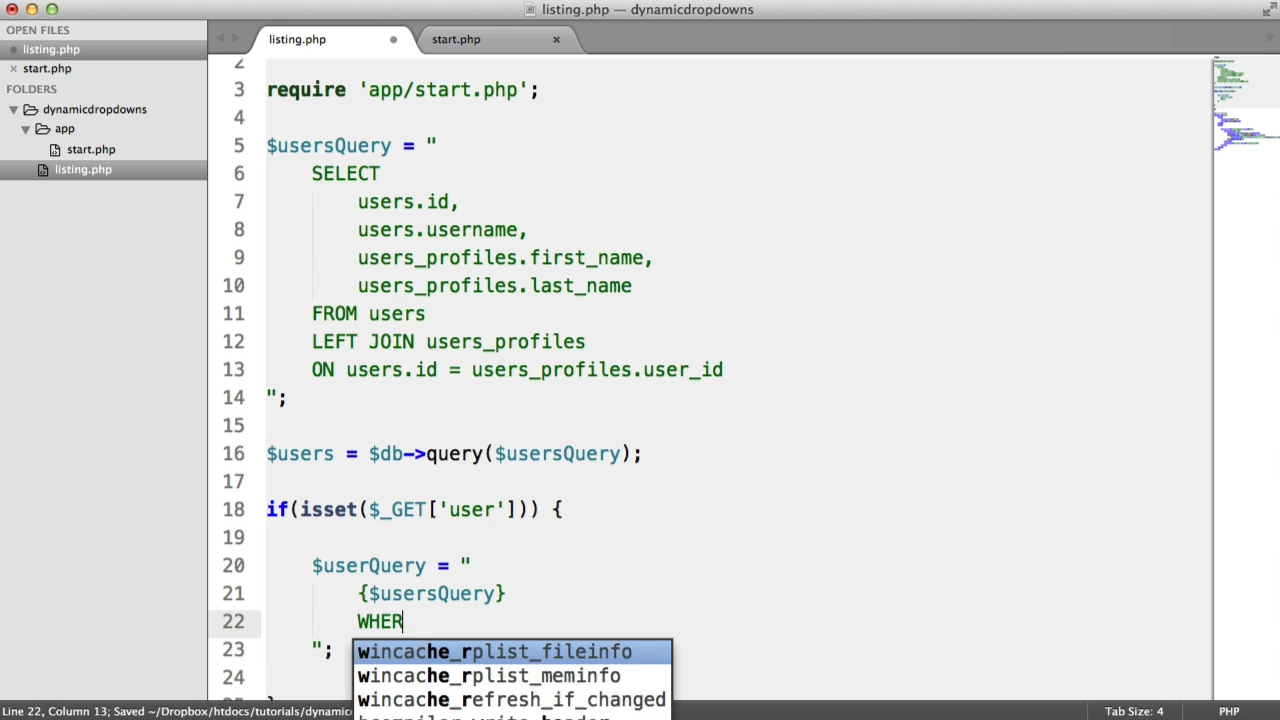 listing.php — dynamicdropdowns
OPEN FILES
listing.php
start.php
FOLDERS
dynamicdropdowns
app
start.php
listing.php
listing.php
start.php
2
3 require 'app/start.php';
4
5 $usersQuery = "
6 SELECT
7 users.id,
8 users.username,
9 users_profiles.first_name,
10 users_profiles.last_name
11 FROM users
12 LEFT JOIN users_profiles
13 ON users.id = users_profiles.user_id
14 ";
15
16 $users = $db->query($usersQuery);
17
18 if(isset($_GET['user'])) {
19
20 $userQuery = "
21 {$usersQuery}
22 WHER
wincache_rplist_fileinfo
23 ";
wincache_rplist_meminfo
24
wincache_refresh_if_changed
Line 22, Column 13; Saved ~/Dropbox/htdocs/tutorials/dynamic
Tab Size: 4
PHP